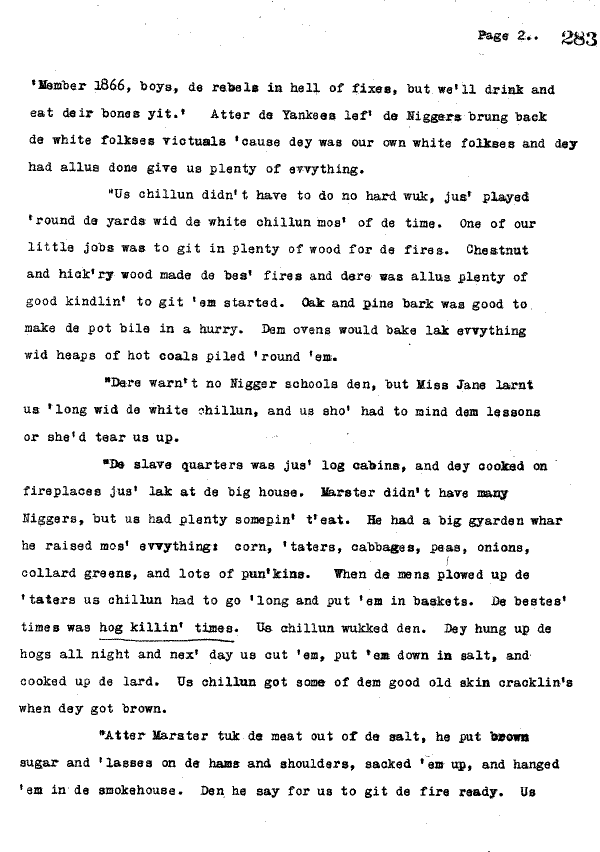 Page 2.. 283
'Member 1866, boys, de rebels in hell of fixes, but we'll drink and
eat deir bones yit.' Atter de Yankees lef' de Niggers brung back
de white folkses victuals 'cause dey was our own white folkses and dey
had allus done give us plenty of evvything.
"Us chillun didn't have to do no hard wuk, jus' played
'round de yards wid de white chillun mos' of de time. One of our
little jobs was to git in plenty of wood for de fires. Chestnut
and hick'ry wood made de bes' fires and dere was allus plenty of
good kindlin' to git 'em started. Oak and pine bark was good to
make de pot bile in a hurry. Dem ovens would bake lak evvything
wid heaps of hot coals piled 'round 'em.
"Dere warn't no Nigger schools den, but Miss Jane larnt
us 'long wid de white chillun, and us sho' had to mind dem lessons
or she'd tear us up.
"De slave quarters was jus' log cabins, and dey cooked on
fireplaces jus' lak at de big house. Marster didn't have many
Niggers, but us had plenty somepin' t'eat. He had a big gyarden whar
he raised mos' evvything: corn, 'taters, cabbages, peas, onions,
collard greens, and lots of pun'kins. When de mens plowed up de
'taters us chillun had to go 'long and put 'em in baskets. De bestes'
times was hog killin' times. Us chillun wukked den. Dey hung up de
hogs all night and nex' day us cut 'em, put 'em down in salt, and
cooked up de lard. Us chillun got some of dem good old skin cracklin's
when dey got brown.
"Atter Marster tuk de meat out of de salt, he put brown
sugar and 'lasses on de hams and shoulders, sacked 'em up, and hanged
'em in de smokehouse. Den he say for us to git de fire ready. Us